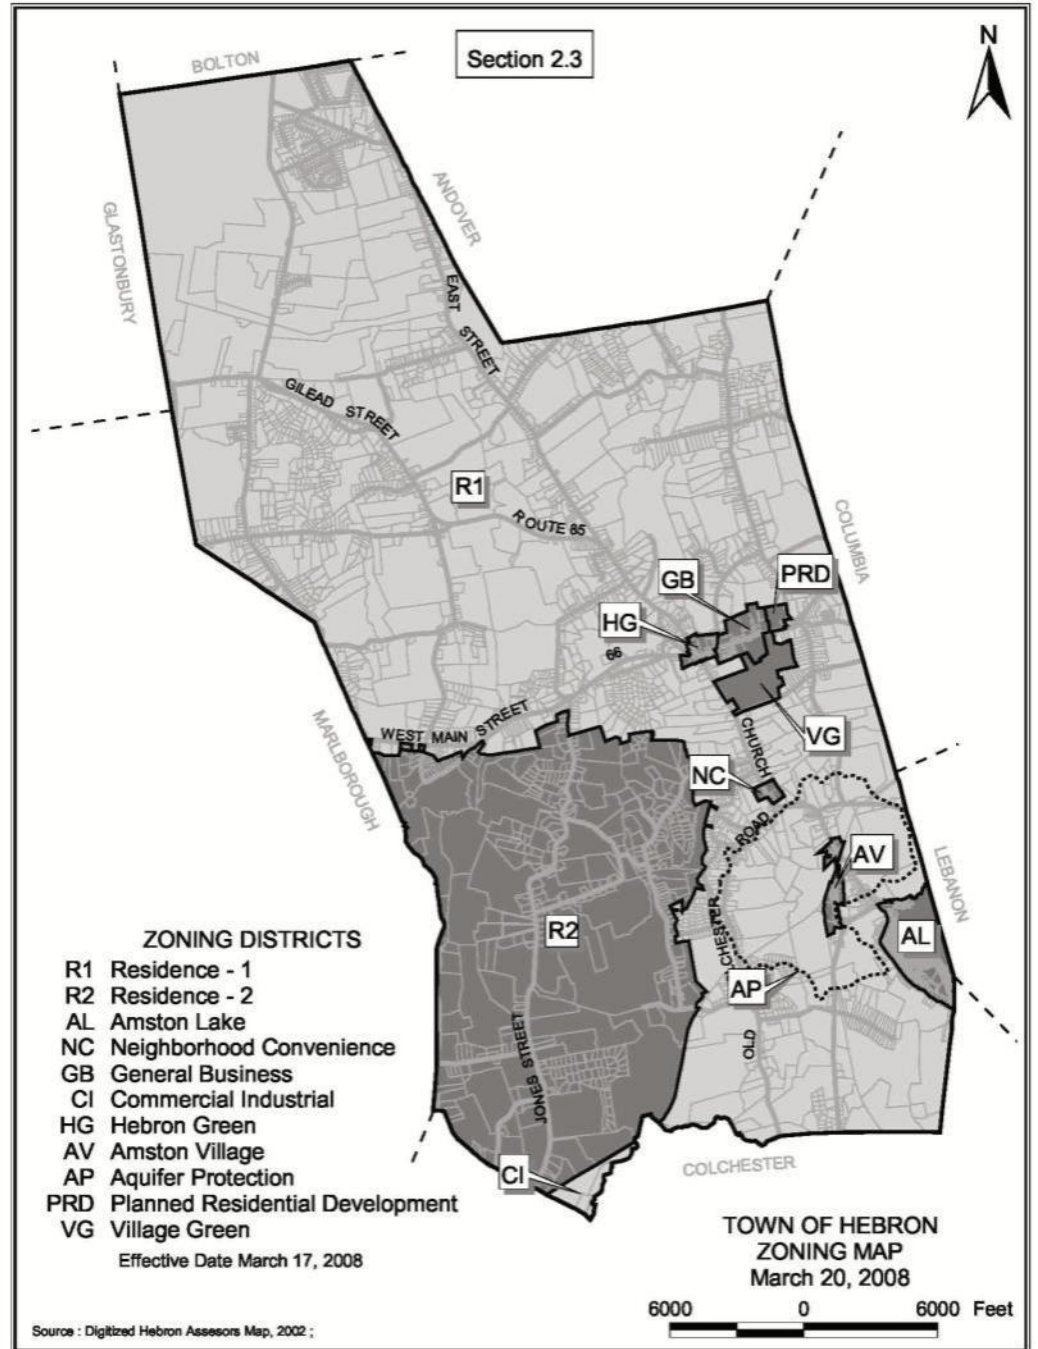 Section 2.3
N
BOLTON
GLASTONBURY
ANDOVER
EAST STREET
GILEAD STREET
R1
ROUTE 85
COLUMBIA
GB
PRD
HG
66
WEST MAIN STREET
VG
CHURCH
NC
MARLBOROUGH
ROAD
AV
LEBANON
R2
CHESTER
AL
AP
OLD
JONES STREET
CI
COLCHESTER
ZONING DISTRICTS
R1 Residence - 1
R2 Residence - 2
AL Amston Lake
NC Neighborhood Convenience
GB General Business
CI Commercial Industrial
HG Hebron Green
AV Amston Village
AP Aquifer Protection
PRD Planned Residential Development
VG Village Green
Effective Date March 17, 2008
TOWN OF HEBRON
ZONING MAP
March 20, 2008
6000 0 6000 Feet
Source : Digitized Hebron Assesors Map, 2002 ;